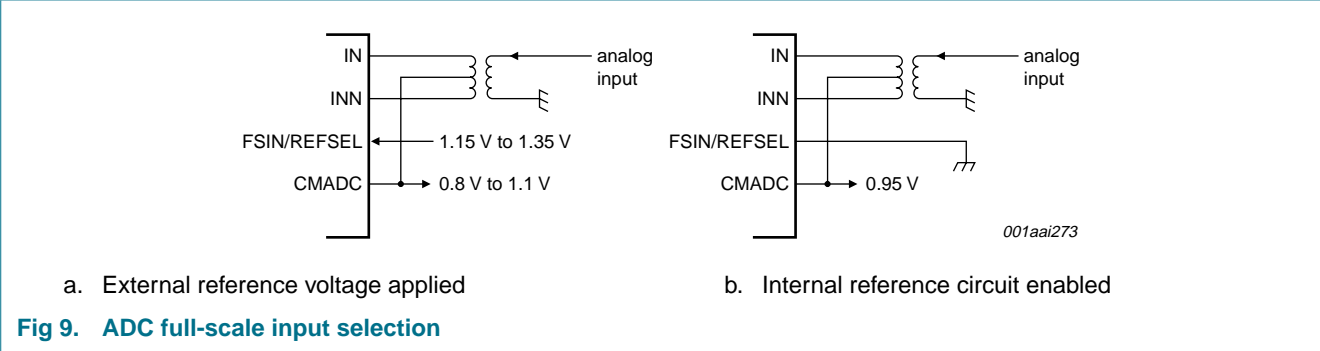 IN
INN
FSIN/REFSEL
CMADC
analog
input
1.15 V to 1.35 V
0.8 V to 1.1 V
IN
INN
FSIN/REFSEL
CMADC
analog
input
0.95 V
001aai273
a. External reference voltage applied
b. Internal reference circuit enabled
Fig 9. ADC full-scale input selection